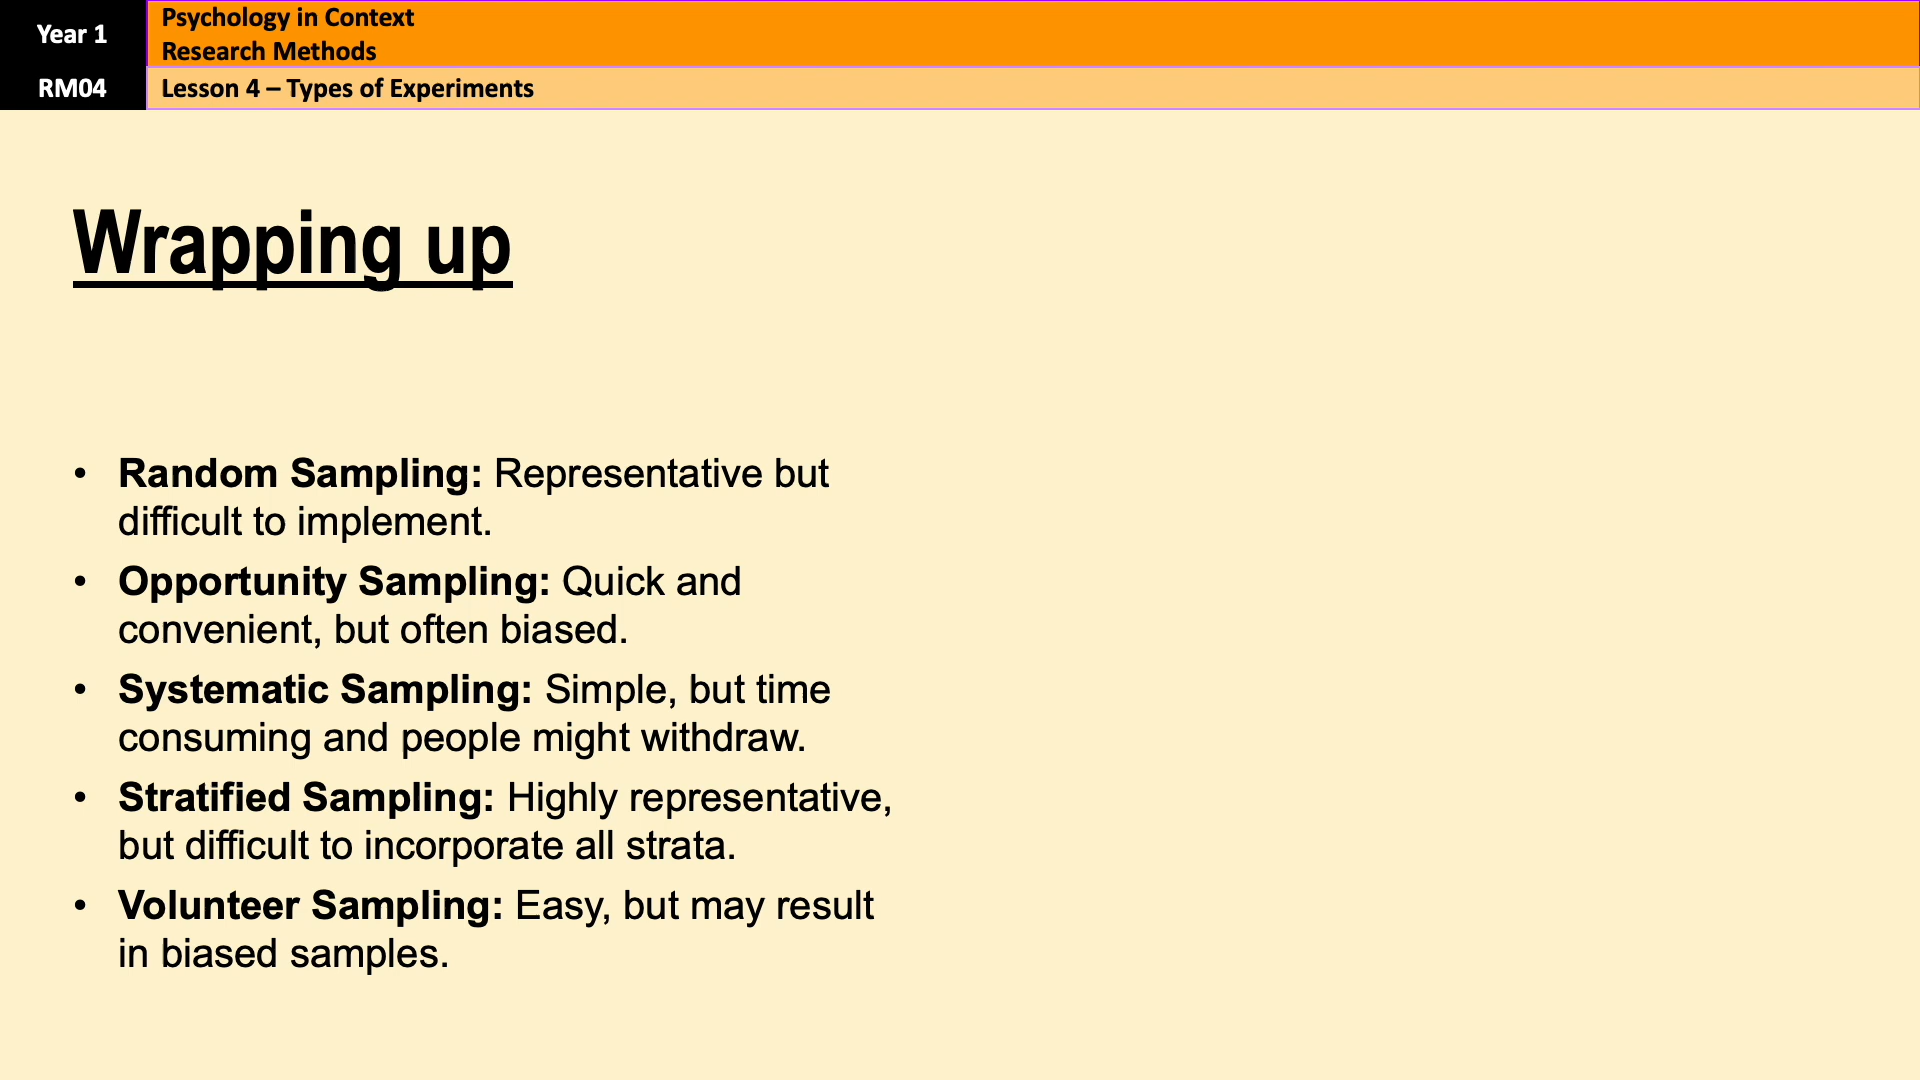 Year 1
Psychology in Context
Research Methods
RM04
Lesson 4 – Types of Experiments
Wrapping up
• Random Sampling: Representative but
difficult to implement.
• Opportunity Sampling: Quick and
convenient, but often biased.
• Systematic Sampling: Simple, but time
consuming and people might withdraw.
• Stratified Sampling: Highly representative,
but difficult to incorporate all strata.
• Volunteer Sampling: Easy, but may result
in biased samples.